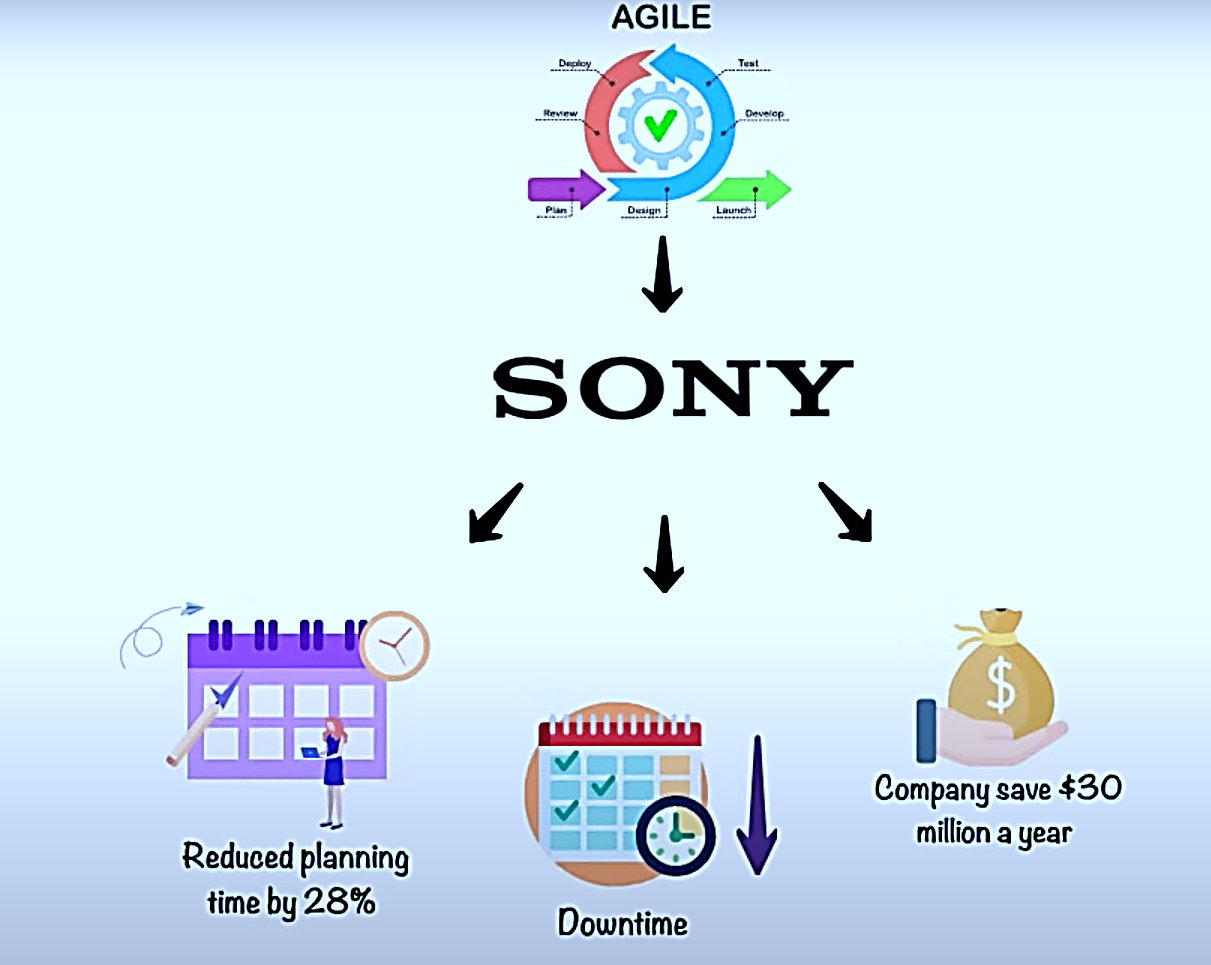 AGILE
Deploy
Test
Review
Develop
Plan
Design
Launch
SONY
$
Company save $30
million a year
Reduced planning
time by 28%
Downtime